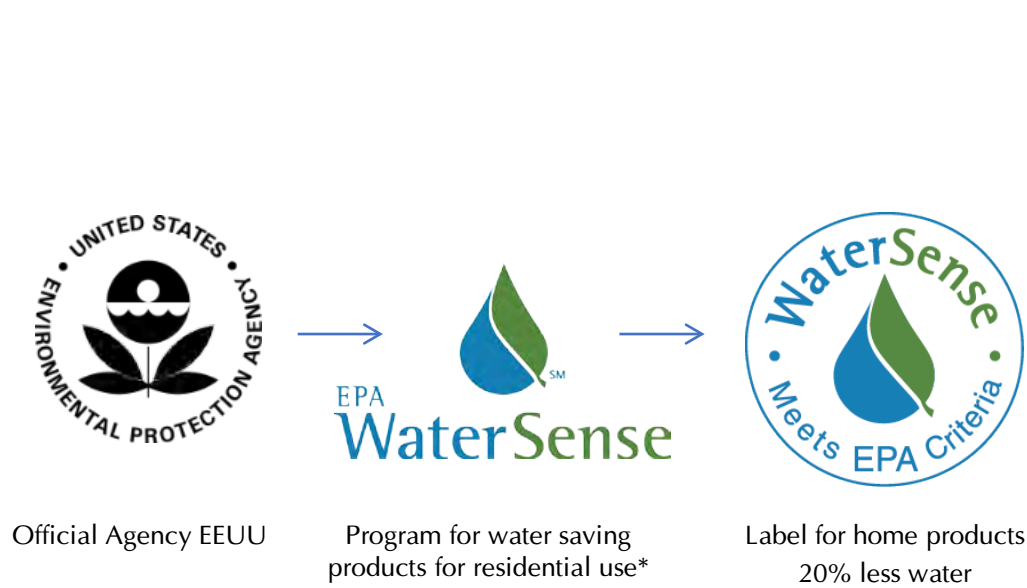 UNITED STATES
ENVIRONMENTAL PROTECTION AGENCY
EPA
WaterSense
SM
WaterSense
Meets EPA Criteria
Official Agency EEUU
Program for water saving
products for residential use*
Label for home products
20% less water